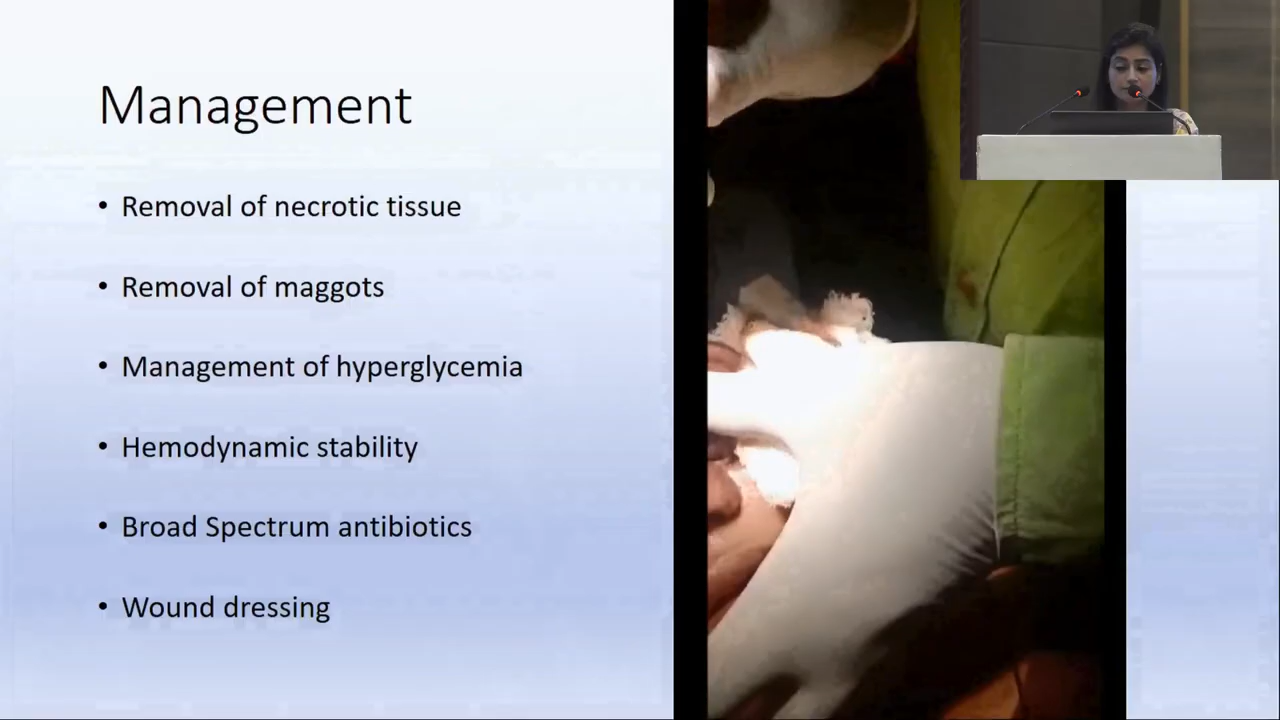 Management
• Removal of necrotic tissue
• Removal of maggots
• Management of hyperglycemia
• Hemodynamic stability
• Broad Spectrum antibiotics
• Wound dressing